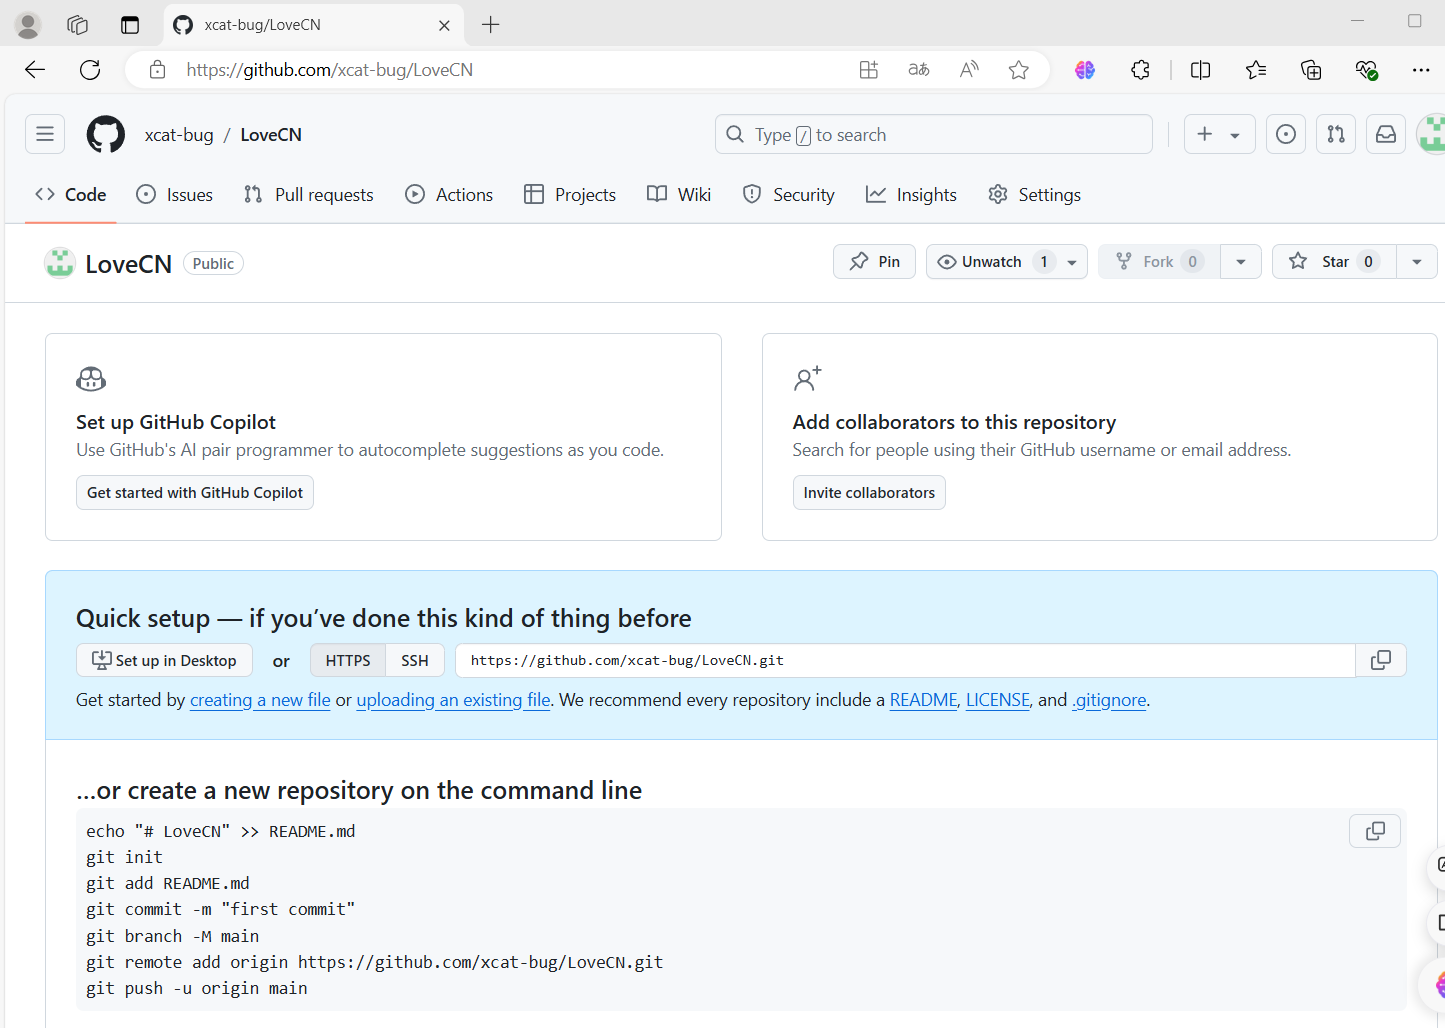 xcat-bug/LoveCN
https://github.com/xcat-bug/LoveCN
aあ
xcat-bug / LoveCN
Type / to search
Code Issues Pull requests Actions Projects Wiki Security Insights Settings
LoveCN Public
Pin Unwatch 1 Fork 0 Star 0
Set up GitHub Copilot
Use GitHub's AI pair programmer to autocomplete suggestions as you code.
Get started with GitHub Copilot
Add collaborators to this repository
Search for people using their GitHub username or email address.
Invite collaborators
Quick setup — if you’ve done this kind of thing before
Set up in Desktop or HTTPS SSH https://github.com/xcat-bug/LoveCN.git
Get started by creating a new file or uploading an existing file. We recommend every repository include a README, LICENSE, and .gitignore.
…or create a new repository on the command line
echo "# LoveCN" >> README.md
git init
git add README.md
git commit -m "first commit"
git branch -M main
git remote add origin https://github.com/xcat-bug/LoveCN.git
git push -u origin main